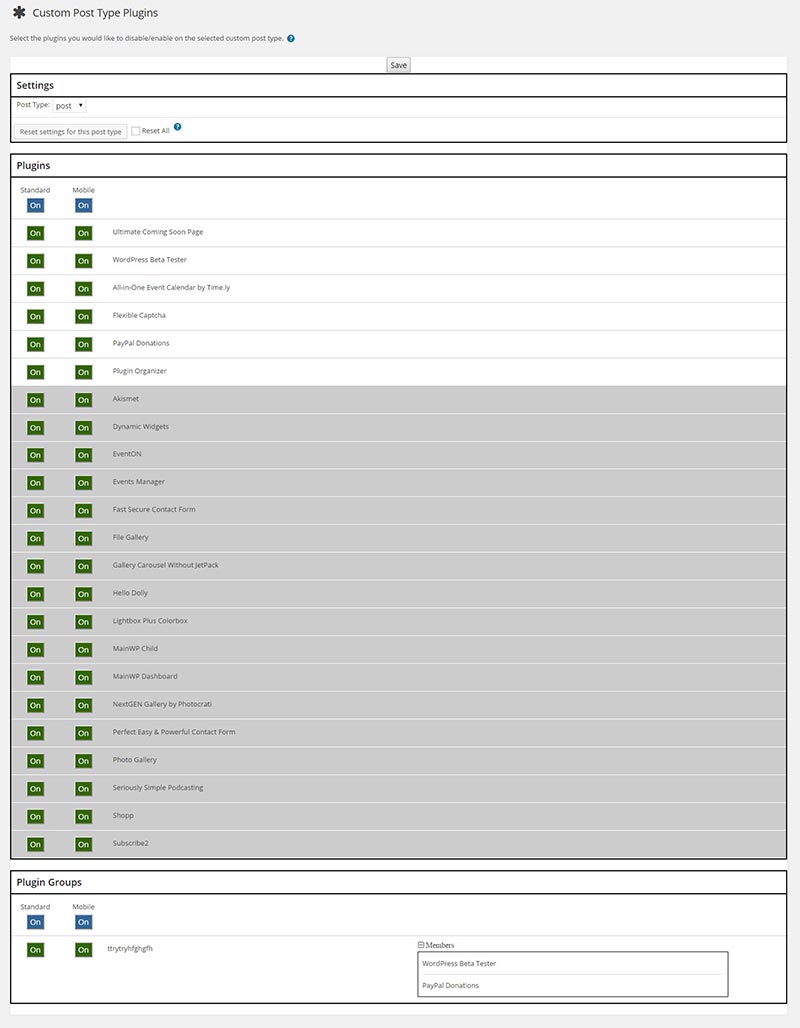 Custom Post Type Plugins
Select the plugins you would like to disable/enable on the selected custom post type. ?
Save
Settings
Post Type: post
Reset settings for this post type Reset All ?
Plugins
Standard Mobile
On On
On On Ultimate Coming Soon Page
On On WordPress Beta Tester
On On All-in-One Event Calendar by Time.ly
On On Flexible Captcha
On On PayPal Donations
On On Plugin Organizer
On On Akismet
On On Dynamic Widgets
On On EventON
On On Events Manager
On On Fast Secure Contact Form
On On File Gallery
On On Gallery Carousel Without JetPack
On On Hello Dolly
On On Lightbox Plus Colorbox
On On MainWP Child
On On MainWP Dashboard
On On NextGEN Gallery by Photocrati
On On Perfect Easy & Powerful Contact Form
On On Photo Gallery
On On Seriously Simple Podcasting
On On Shopp
On On Subscribe2
Plugin Groups
Standard Mobile
On On
On On ttrytryhfghgfh Members
WordPress Beta Tester
PayPal Donations